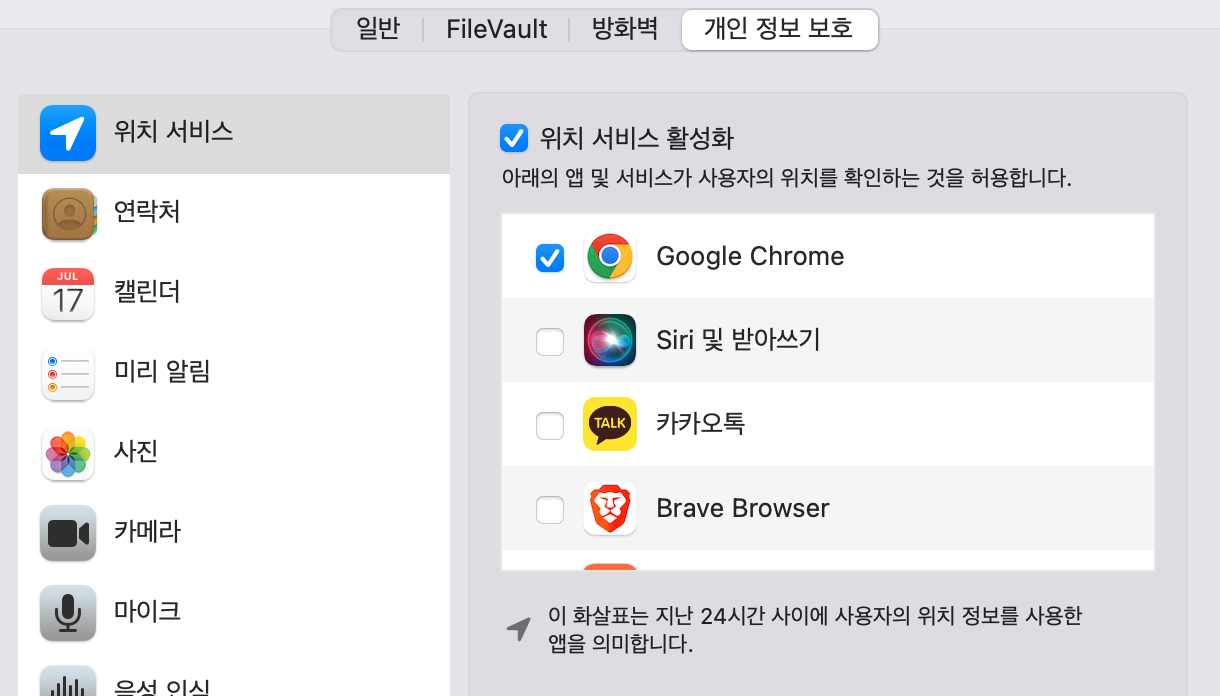 일반
FileVault
방화벽
개인 정보 보호
위치 서비스
연락처
JUL
17
캘린더
미리 알림
사진
카메라
마이크
음성 인식
위치 서비스 활성화
아래의 앱 및 서비스가 사용자의 위치를 확인하는 것을 허용합니다.
Google Chrome
Siri 및 받아쓰기
TALK
카카오톡
Brave Browser
이 화살표는 지난 24시간 사이에 사용자의 위치 정보를 사용한
앱을 의미합니다.